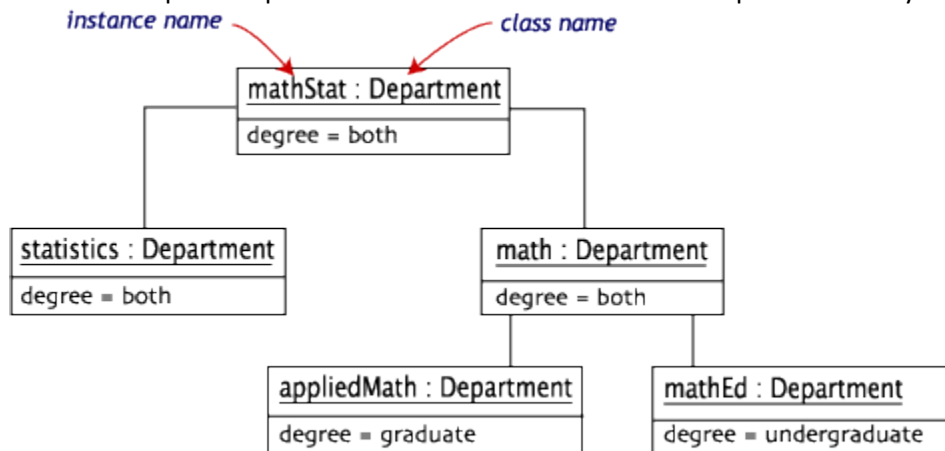 instance name
class name
mathStat : Department
degree = both
statistics : Department
degree = both
math : Department
degree = both
appliedMath : Department
degree = graduate
mathEd : Department
degree = undergraduate